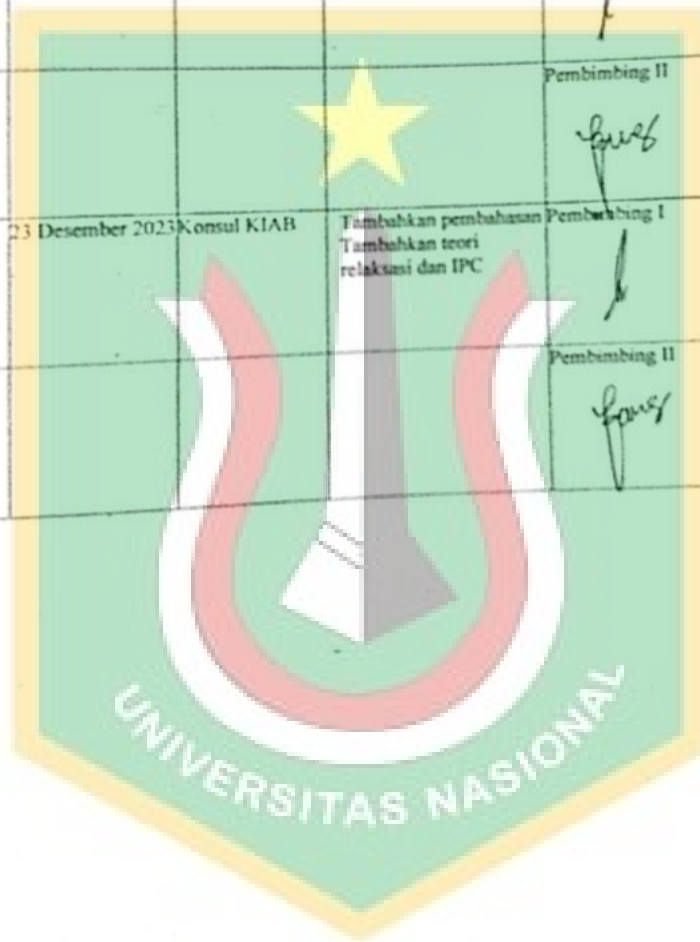 Pembimbing II
23 Desember 2023 Konsul KIAB Tambahkan pembahasan Pembimbing I
Tambahkan teori
relaksasi dan IPC
Pembimbing II
UNIVERSITAS NASIONAL